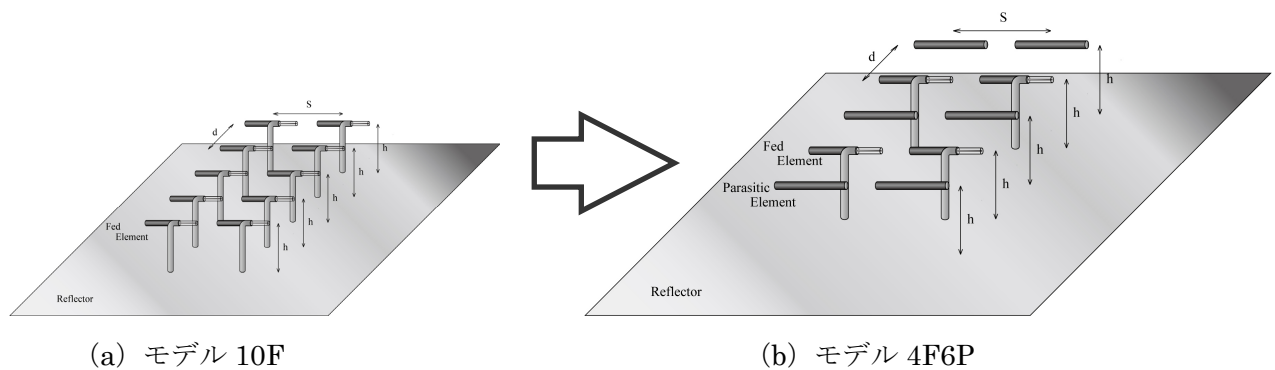 S
d
h
h
h
h
h
Fed
Element
Reflector
(a) モデル 10F
S
d
h
h
h
h
h
Fed
Element
Parasitic
Element
Reflector
(b) モデル 4F6P